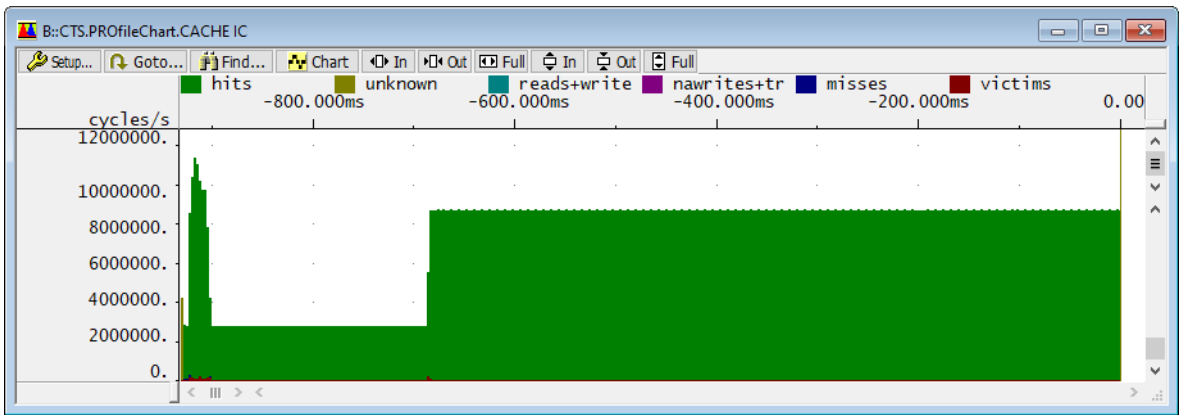 B::CTS.PROfileChart.CACHE IC
Setup... Goto... Find... Chart In Out Full In Out Full
hits unknown reads+write nawrites+tr misses victims
-800.000ms -600.000ms -400.000ms -200.000ms 0.00
cycles/s
12000000.
10000000.
8000000.
6000000.
4000000.
2000000.
0.